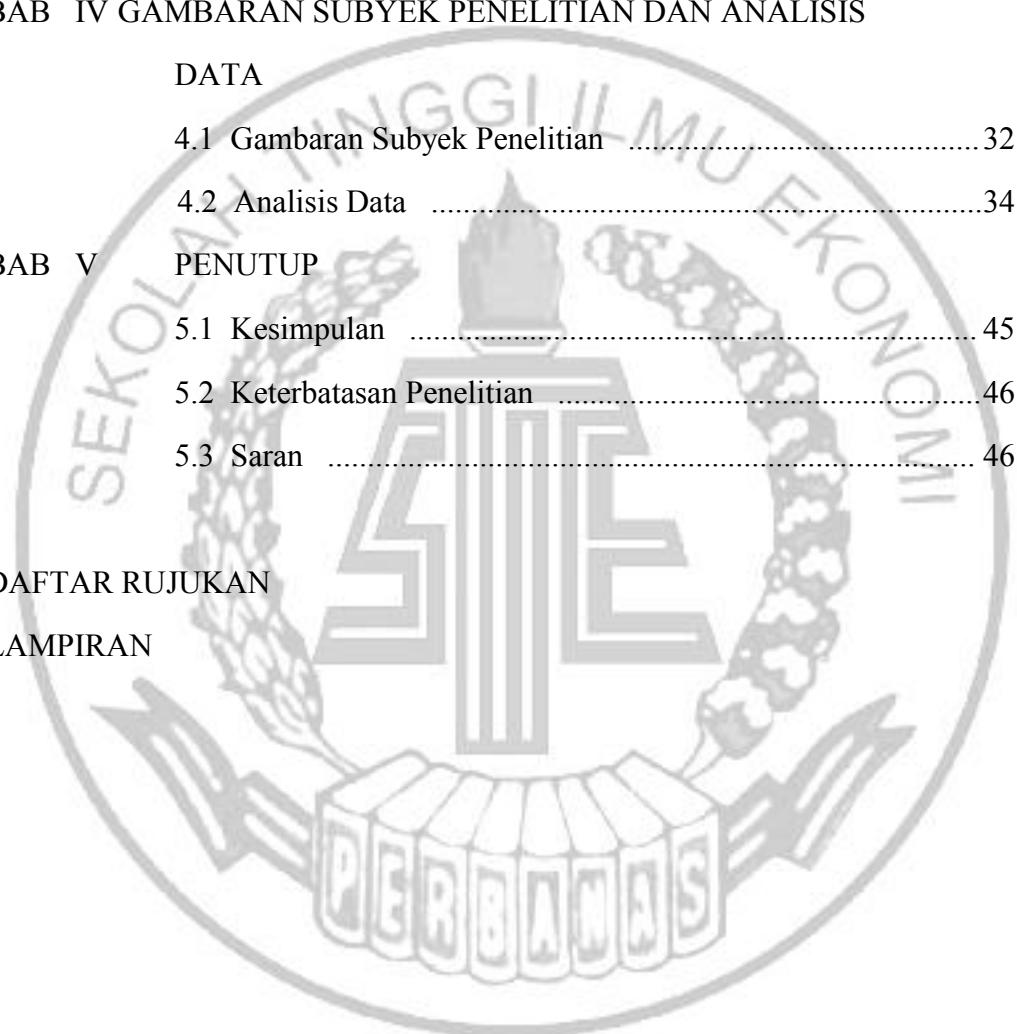 BAB IV GAMBARAN SUBYEK PENELITIAN DAN ANALISIS
DATA
4.1 Gambaran Subyek Penelitian ............................................ 32
4.2 Analisis Data ......................................................................34
BAB V PENUTUP
5.1 Kesimpulan ........................................................................ 45
5.2 Keterbatasan Penelitian .....................................................46
5.3 Saran .................................................................................. 46
DAFTAR RUJUKAN
LAMPIRAN
SEKOLAH TINGGI ILMU EKONOMI
STIE
PERBANAS